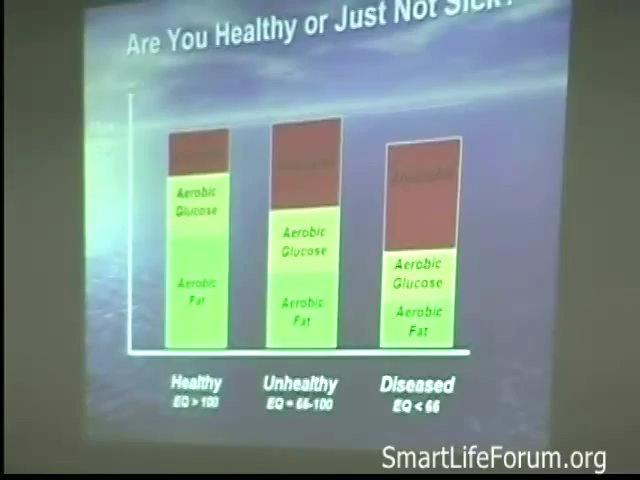 Are You Healthy or Just Not Sick?
Aerobic
Glucose
Aerobic
Fat
Aerobic
Glucose
Aerobic
Fat
Anaerobic
Aerobic
Glucose
Aerobic
Fat
Healthy
EQ > 100
Unhealthy
EQ = 66-100
Diseased
EQ < 66
SmartLifeForum.org